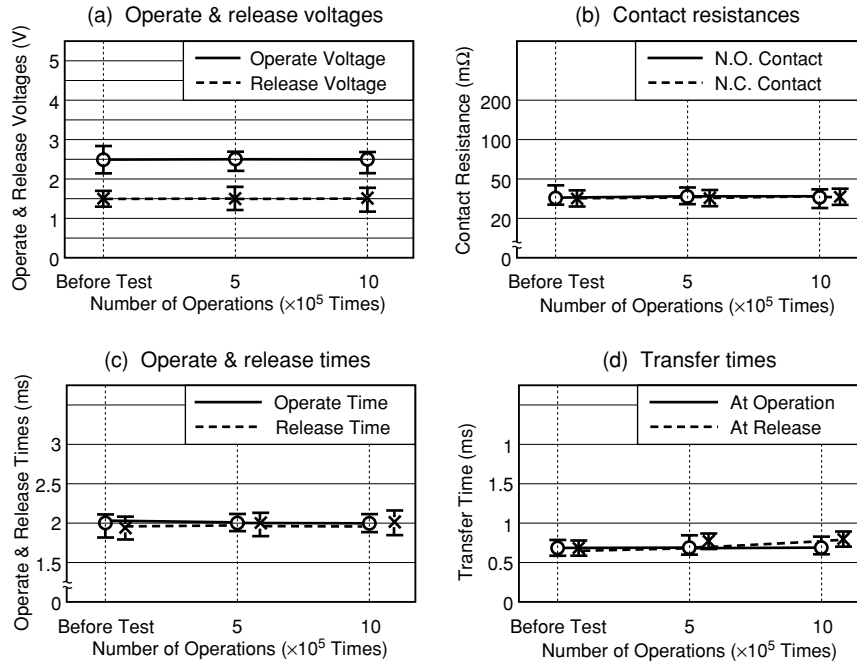 (a) Operate & release voltages
Operate & Release Voltages (V)
5
4
3
2
1
0
Operate Voltage
Release Voltage
Before Test 5 10
Number of Operations (×10⁵ Times)
(b) Contact resistances
Contact Resistance (mΩ)
200
100
50
20
0
N.O. Contact
N.C. Contact
Before Test 5 10
Number of Operations (×10⁵ Times)
(c) Operate & release times
Operate & Release Times (ms)
3
2.5
2
1.5
0
Operate Time
Release Time
Before Test 5 10
Number of Operations (×10⁵ Times)
(d) Transfer times
Transfer Time (ms)
1
1
0.5
0
At Operation
At Release
Before Test 5 10
Number of Operations (×10⁵ Times)